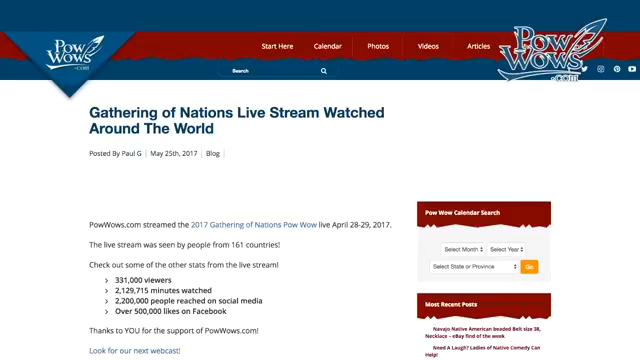 Pow
Wows
.com
Start Here
Calendar
Photos
Videos
Articles
Pow
Wows
.com
Search
Gathering of Nations Live Stream Watched
Around The World
Posted By Paul G
May 25th, 2017
Blog
PowWows.com streamed the 2017 Gathering of Nations Pow Wow live April 28-29, 2017.
The live stream was seen by people from 161 countries!
Check out some of the other stats from the live stream!
331,000 viewers
2,129,715 minutes watched
2,200,000 people reached on social media
Over 500,000 likes on Facebook
Thanks to YOU for the support of PowWows.com!
Look for our next webcast!
Pow Wow Calendar Search
Select Month
Select Year
Select State or Province
Go
Most Recent Posts
Navajo Native American beaded Belt size 38,
Necklace – eBay find of the week
Need A Laugh? Ladies of Native Comedy Can
Help!